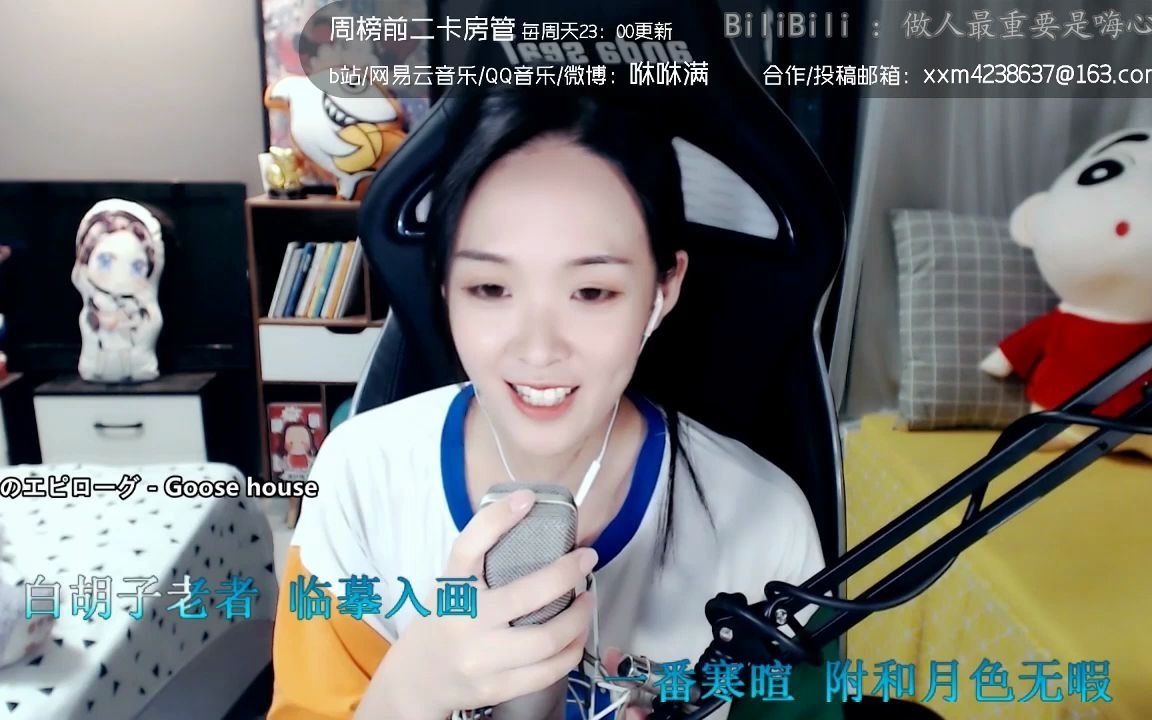 周榜前二卡房管 每周天23：00更新
BiliBili ：做人最重要是嗨心
b站/网易云音乐/QQ音乐/微博：咻咻满
合作/投稿邮箱：xxm4238637@163.com
のエピローグ - Goose house
白胡子老者 临摹入画
一番寒暄 附和月色无暇